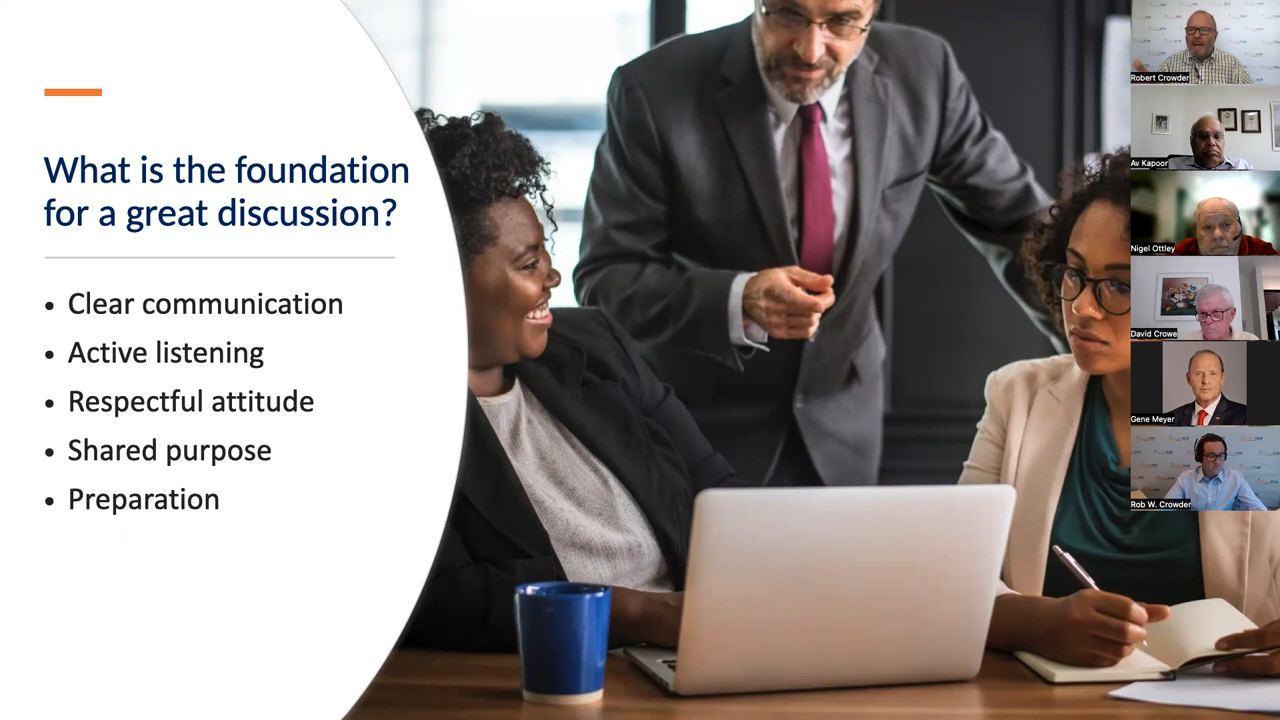 What is the foundation
for a great discussion?
• Clear communication
• Active listening
• Respectful attitude
• Shared purpose
• Preparation
Robert Crowder
Av Kapoor
Nigel Ottley
David Crowe
Gene Meyer
Rob W. Crowder